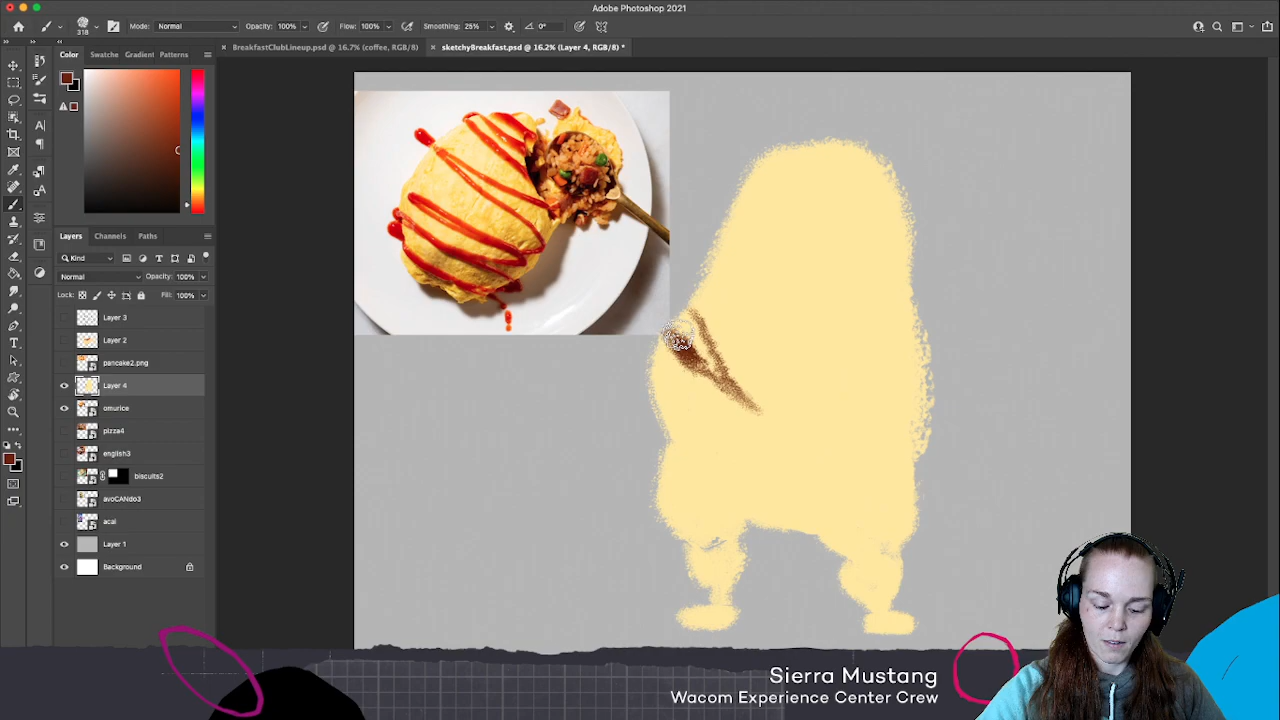 Adobe Photoshop 2021
318 Mode: Normal Opacity: 100% Flow: 100% Smoothing: 25% 0°
× BreakfastClubLineup.psd @ 16.7% (coffee, RGB/8) × sketchyBreakfast.psd @ 16.2% (Layer 4, RGB/8) *
Color Swatche Gradient Patterns
Layers Channels Paths
Kind
Normal Opacity: 100%
Lock: Fill: 100%
Layer 3
Layer 2
pancake2.png
Layer 4
omurice
pizza4
english3
biscuits2
avoCANdo3
acai
Layer 1
Background
Sierra Mustang
Wacom Experience Center Crew